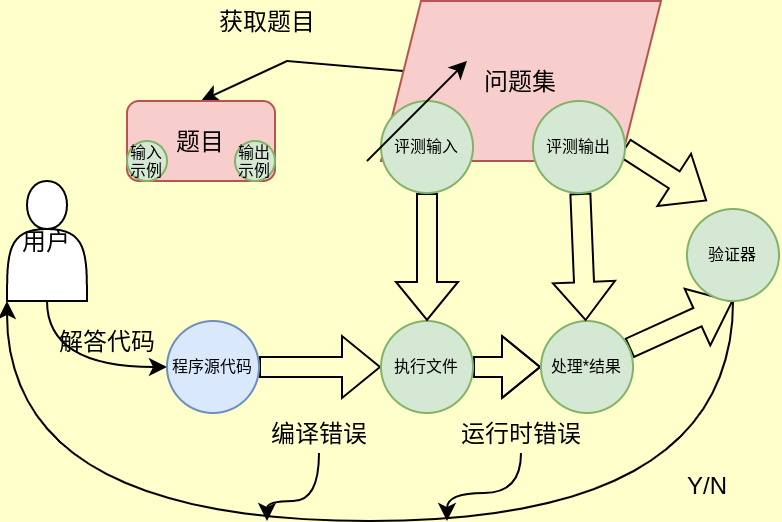 获取题目
问题集
题目
输入
示例
输出
示例
评测输入
评测输出
用户
验证器
解答代码
程序源代码
执行文件
处理*结果
编译错误
运行时错误
Y/N